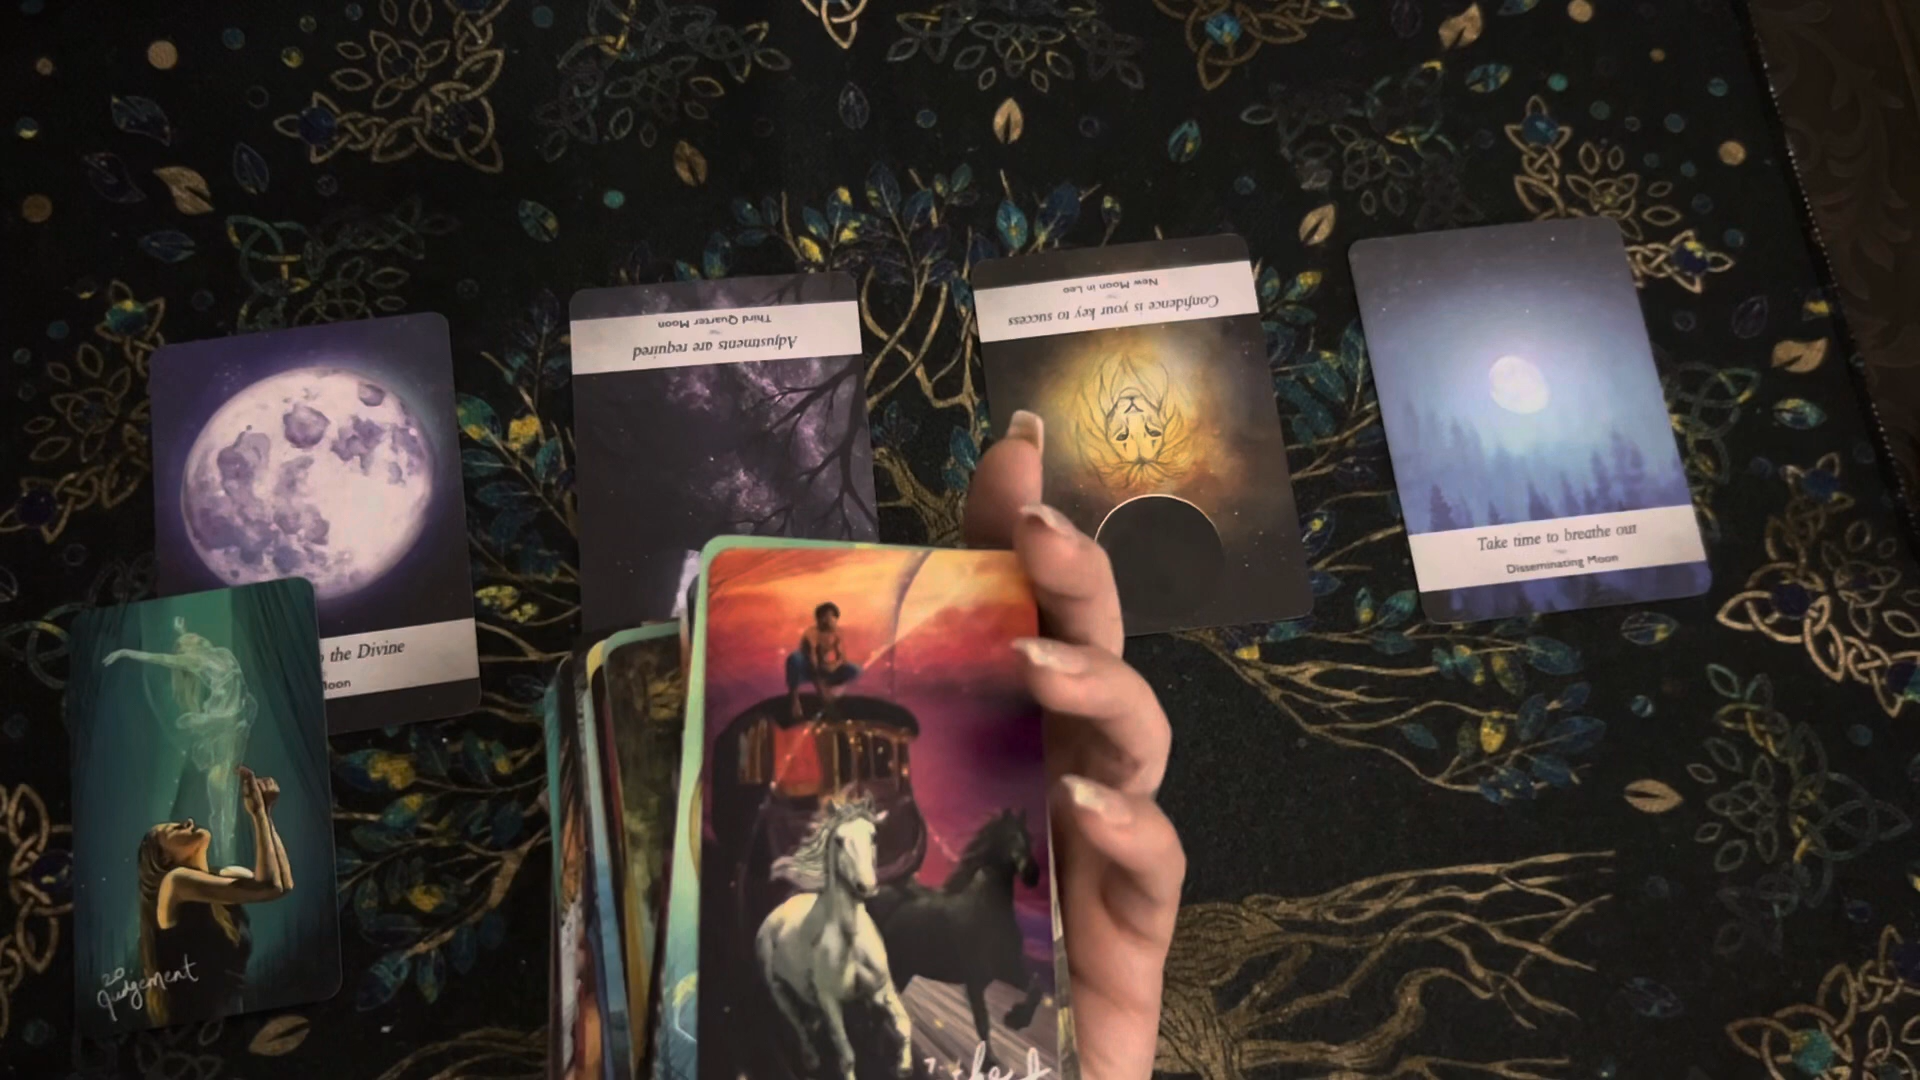 the Divine
Moon
Third Quarter Moon
Adjustments are required
New Moon in Leo
Confidence is your key to success
Take time to breathe out
Disseminating Moon
20
Judgement
7